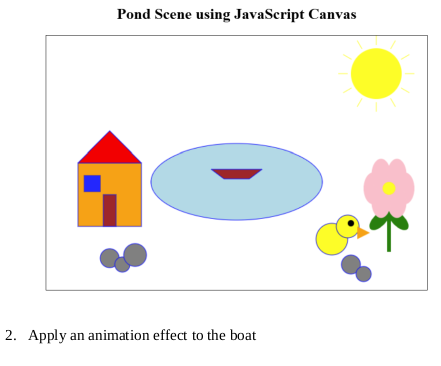 Pond Scene using JavaScript Canvas
2. Apply an animation effect to the boat